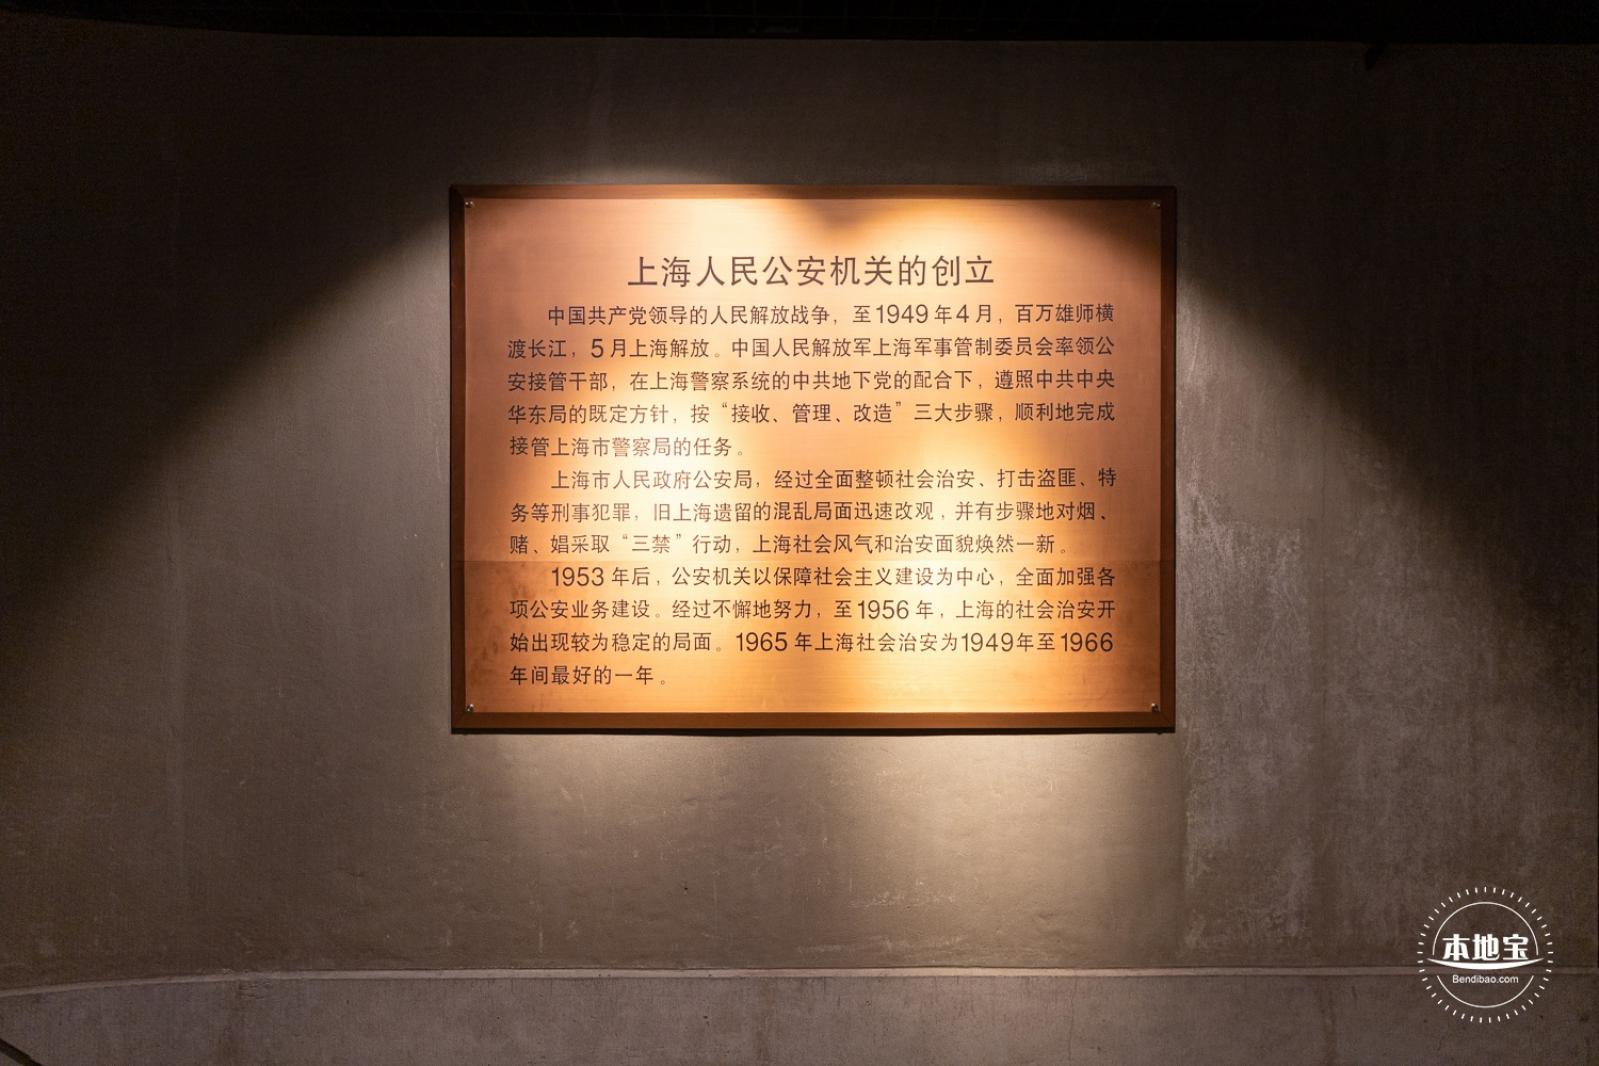 上海人民公安机关的创立
中国共产党领导的人民解放战争，至1949年4月，百万雄师横
渡长江，5月上海解放。中国人民解放军上海军事管制委员会率领公
安接管干部，在上海警察系统的中共地下党的配合下，遵照中共中央
华东局的既定方针，按“接收、管理、改造”三大步骤，顺利地完成
接管上海市警察局的任务。
上海市人民政府公安局，经过全面整顿社会治安、打击盗匪、特
务等刑事犯罪，旧上海遗留的混乱局面迅速改观，并有步骤地对烟、
赌、娼采取“三禁”行动，上海社会风气和治安面貌焕然一新。
1953年后，公安机关以保障社会主义建设为中心，全面加强各
项公安业务建设。经过不懈地努力，至1956年，上海的社会治安开
始出现较为稳定的局面。1965年上海社会治安为1949年至1966
年间最好的一年。
本地宝
Bendibao.com